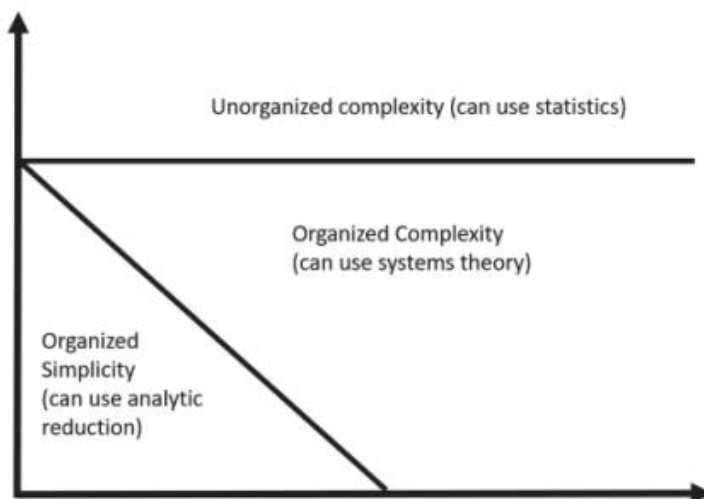 Unorganized complexity (can use statistics)
Organized Complexity
(can use systems theory)
Organized
Simplicity
(can use analytic
reduction)